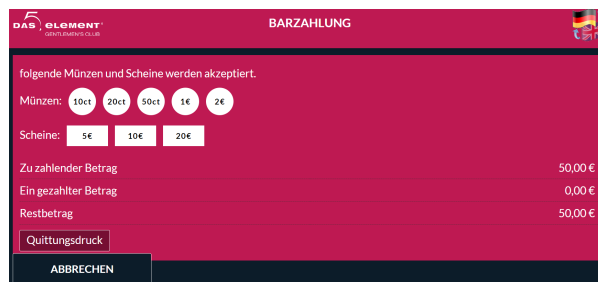 DAS 5 ELEMENT
GENTLEMEN'S CLUB
BARZAHLUNG
folgende Münzen und Scheine werden akzeptiert.
Münzen: 10ct 20ct 50ct 1€ 2€
Scheine: 5€ 10€ 20€
Zu zahlender Betrag 50,00 €
Ein gezahlter Betrag 0,00 €
Restbetrag 50,00 €
Quittungsdruck
ABBRECHEN